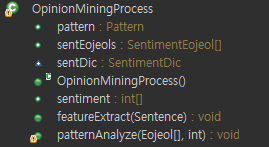 OpinionMiningProcess
pattern : Pattern
sentEojeols : SentimentEojeol[]
sentDic : SentimentDic
OpinionMiningProcess()
sentiment : int[]
featureExtract(Sentence) : void
patternAnalyze(Eojeol[], int) : void